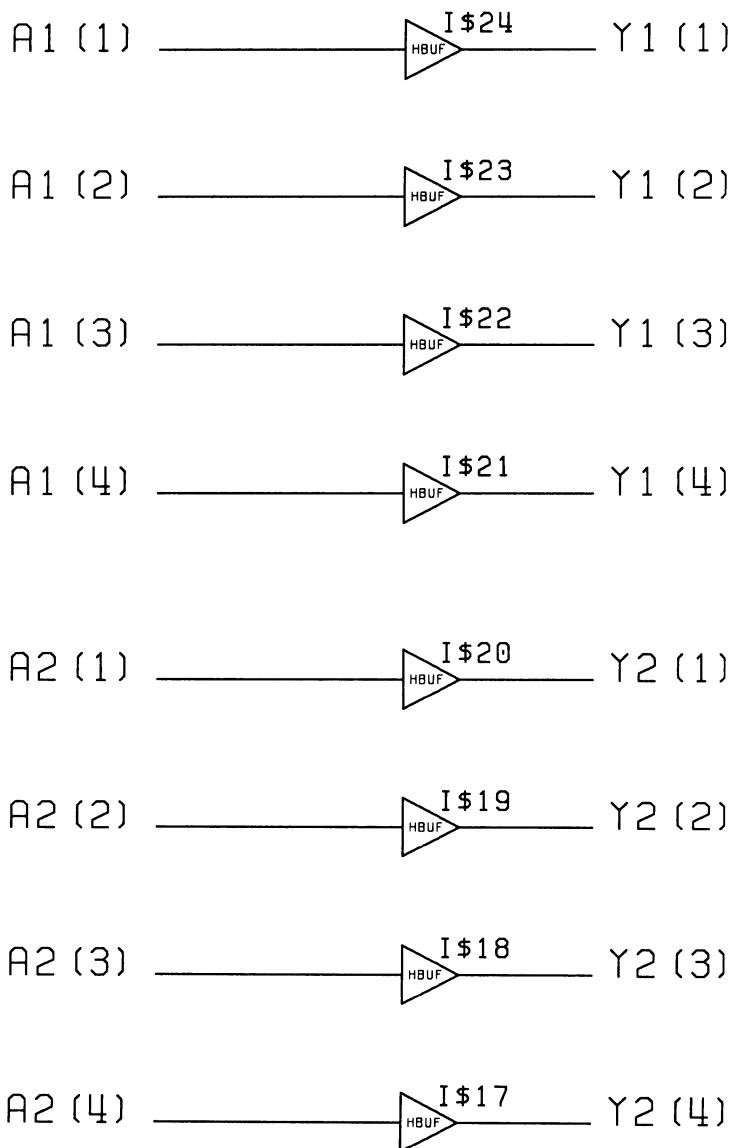 A1(1) HBUF I$24 Y1(1)
A1(2) HBUF I$23 Y1(2)
A1(3) HBUF I$22 Y1(3)
A1(4) HBUF I$21 Y1(4)
A2(1) HBUF I$20 Y2(1)
A2(2) HBUF I$19 Y2(2)
A2(3) HBUF I$18 Y2(3)
A2(4) HBUF I$17 Y2(4)